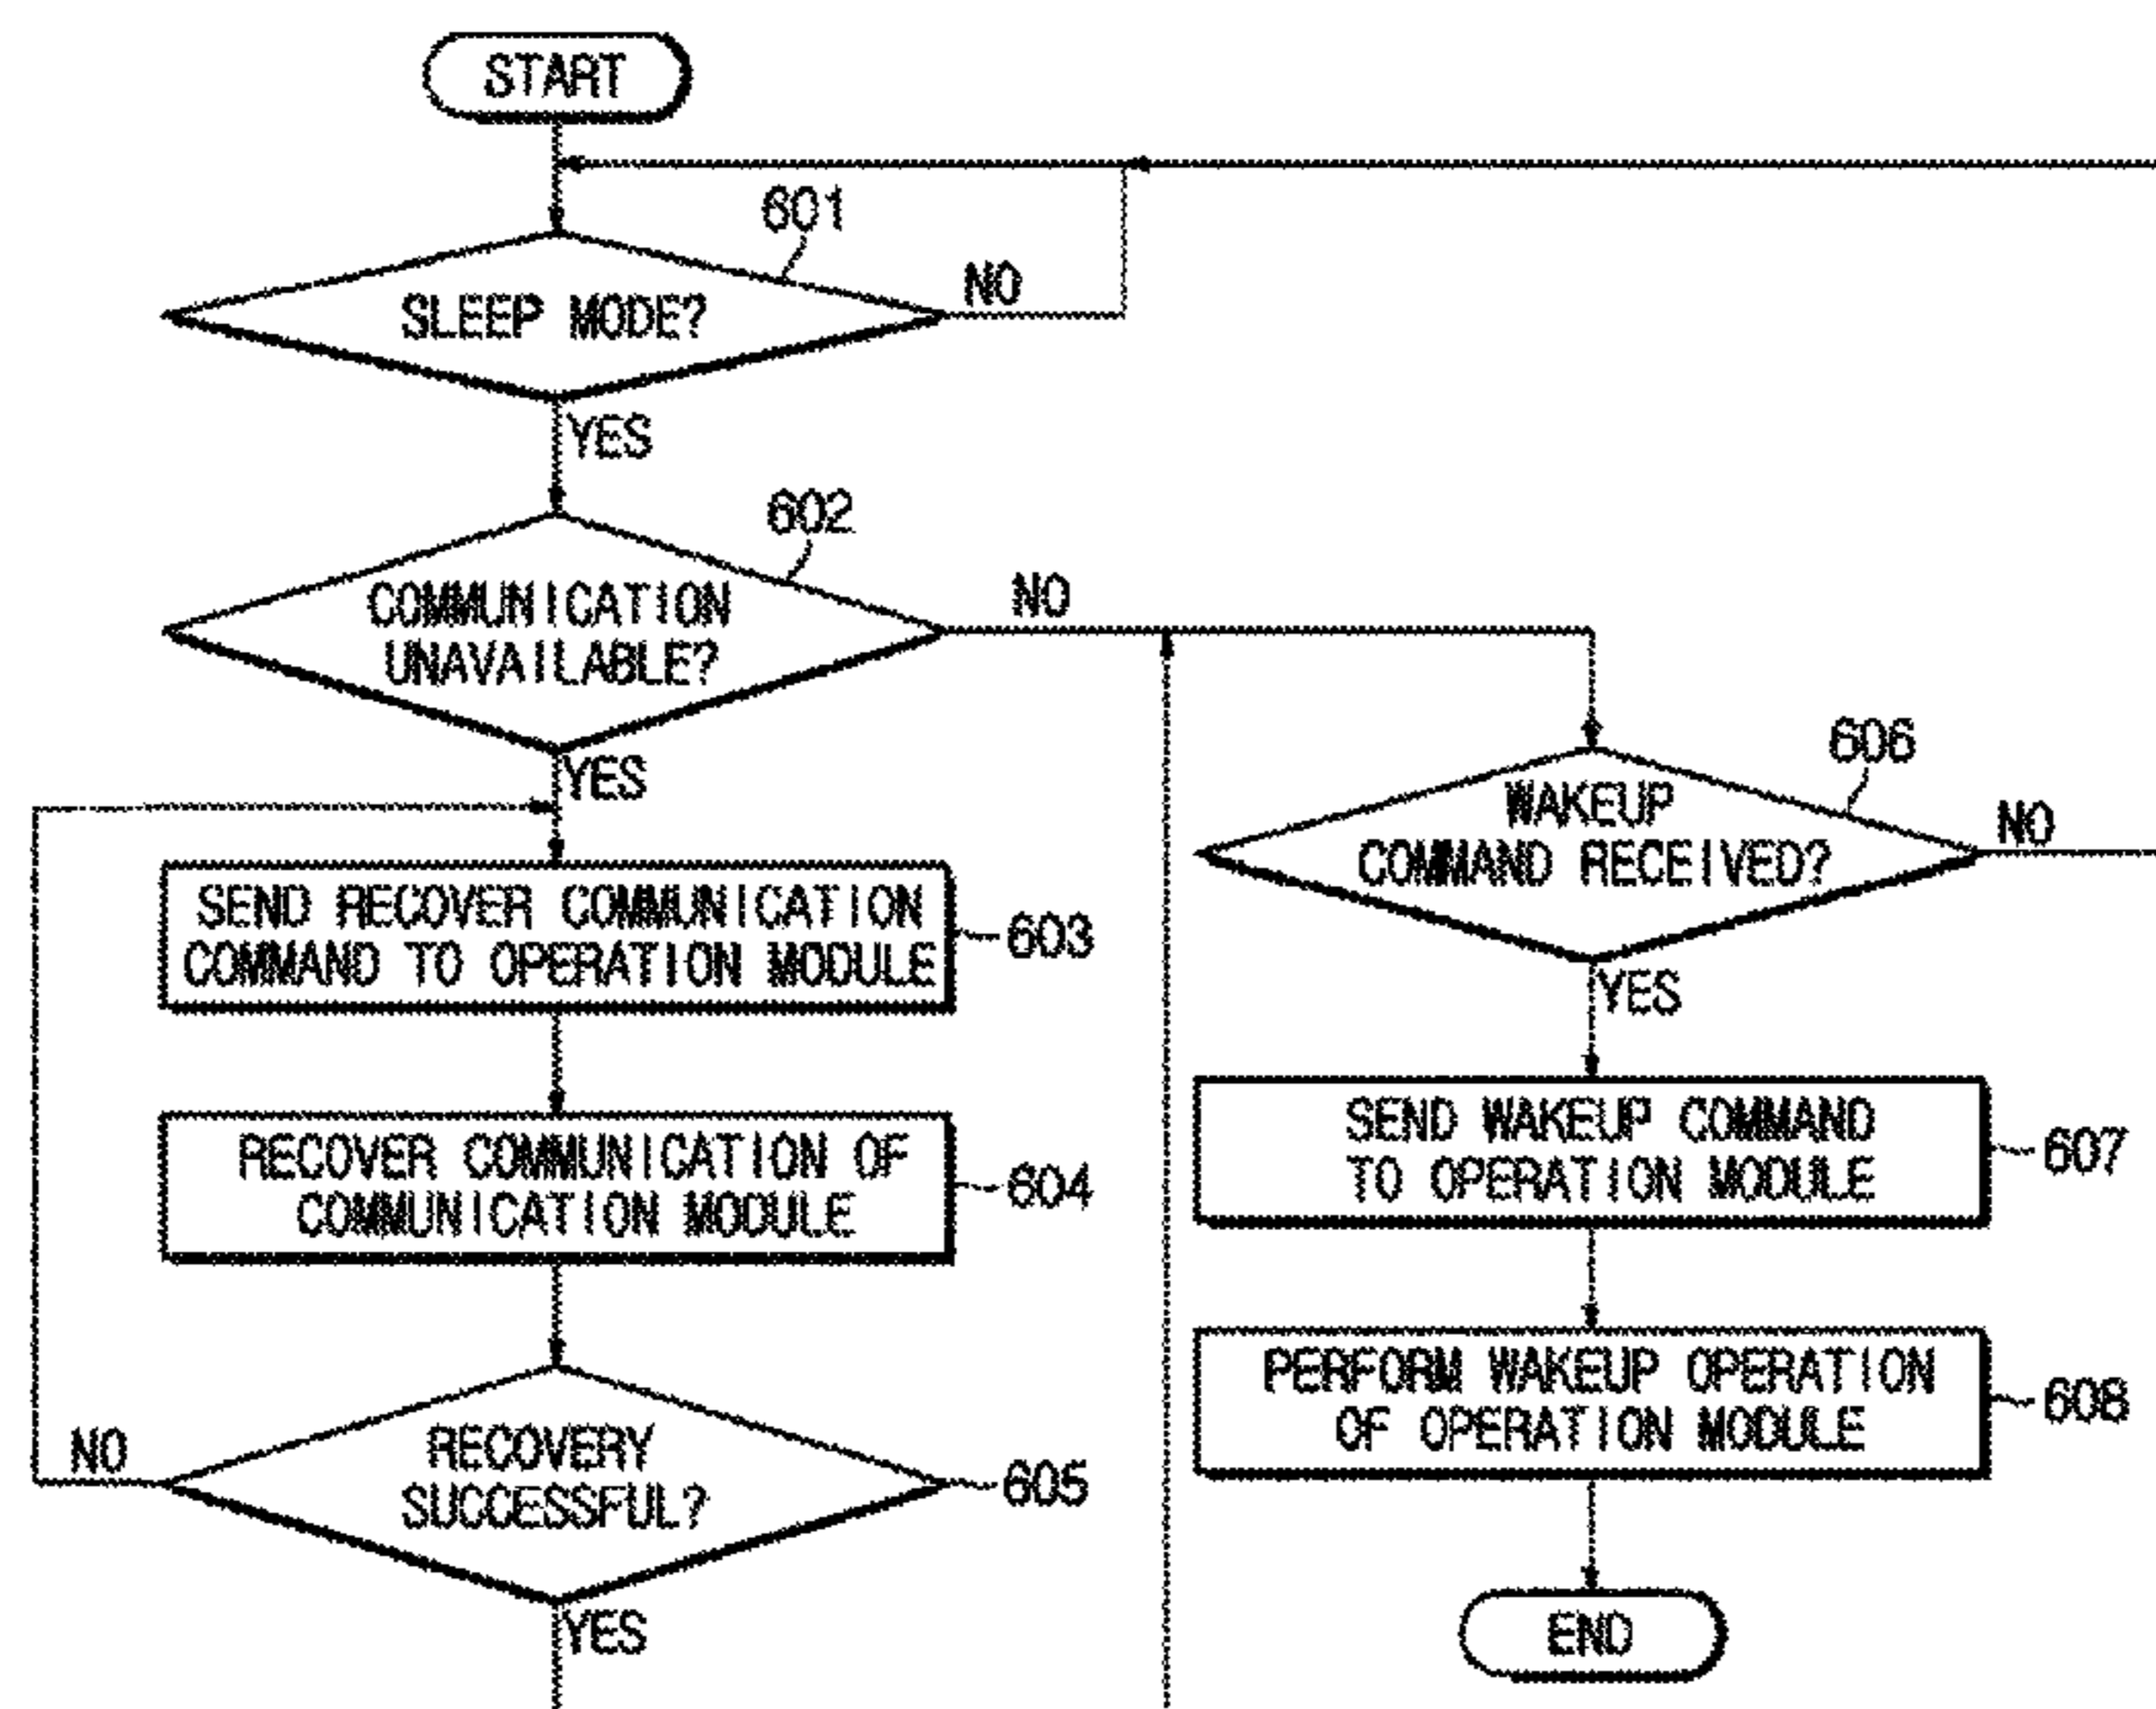 START
601
SLEEP MODE?
NO
YES
602
COMMUNICATION
UNAVAILABLE?
NO
YES
SEND RECOVER COMMUNICATION
COMMAND TO OPERATION MODULE
603
RECOVER COMMUNICATION OF
COMMUNICATION MODULE
604
RECOVERY
SUCCESSFUL?
605
NO
YES
606
WAKEUP
COMMAND RECEIVED?
NO
YES
SEND WAKEUP COMMAND
TO OPERATION MODULE
607
PERFORM WAKEUP OPERATION
OF OPERATION MODULE
608
END